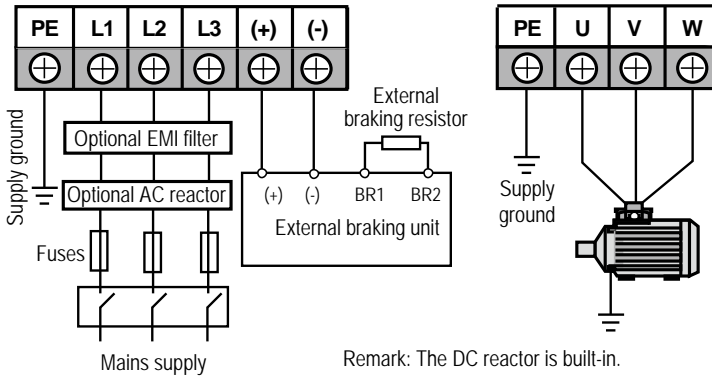 PE L1 L2 L3 (+) (-)
PE U V W
Supply ground
Optional EMI filter
Optional AC reactor
Fuses
Mains supply
External
braking resistor
(+) (-) BR1 BR2
External braking unit
Supply
ground
Remark: The DC reactor is built-in.